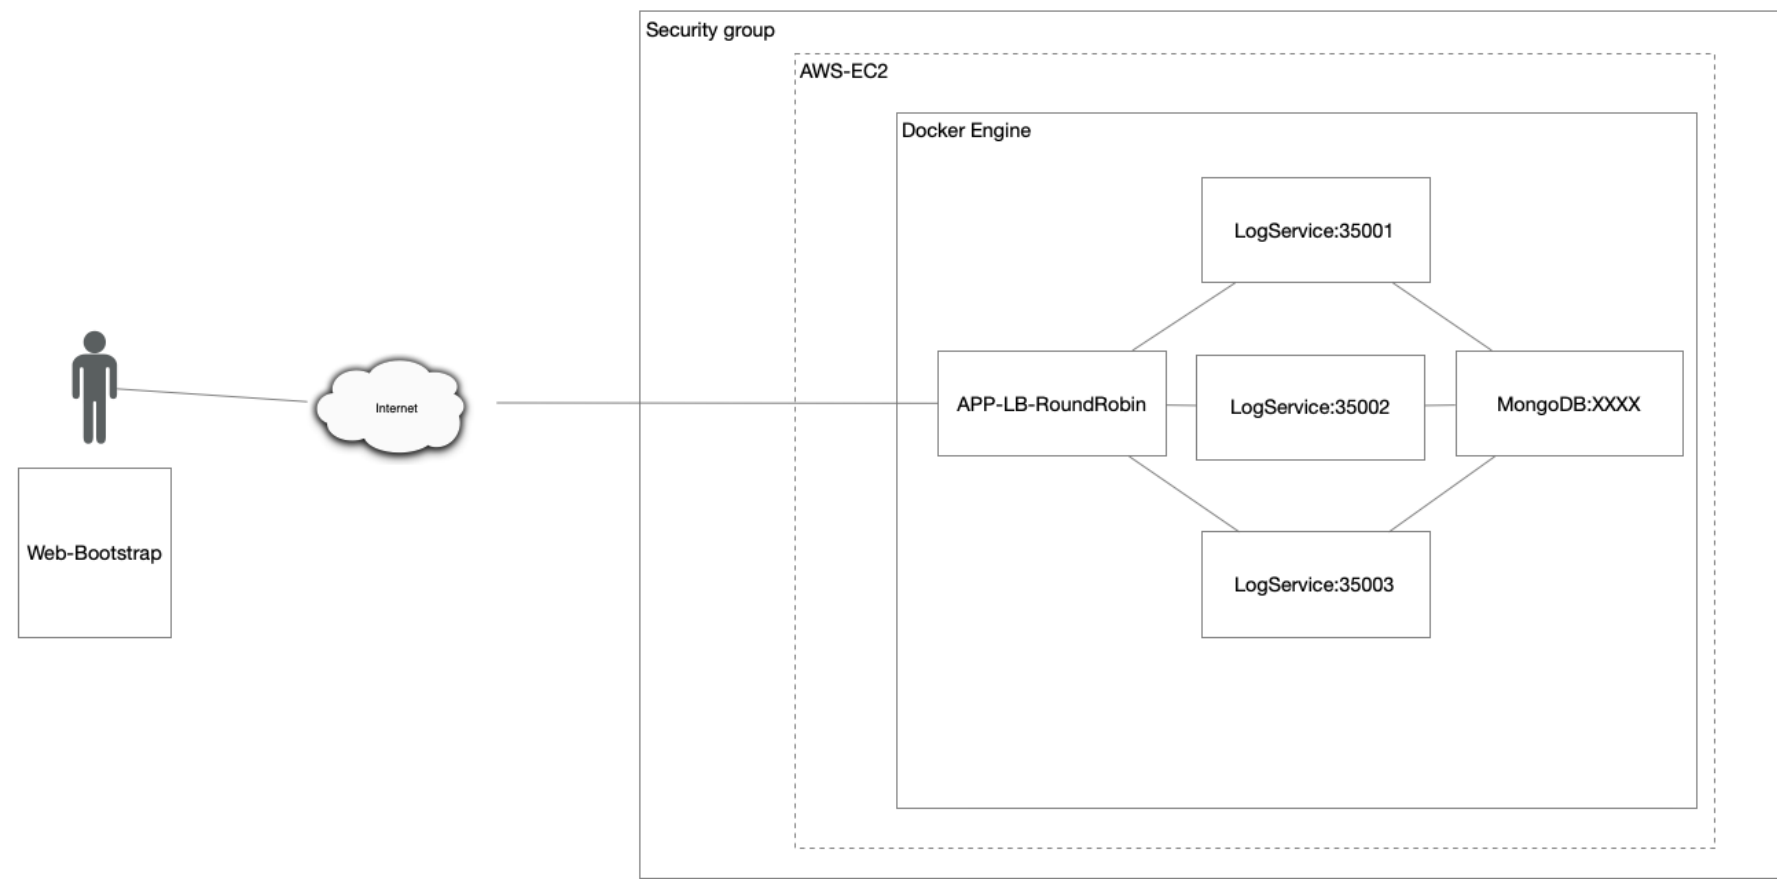 Security group
AWS-EC2
Docker Engine
LogService:35001
Internet
APP-LB-RoundRobin
LogService:35002
MongoDB:XXXX
Web-Bootstrap
LogService:35003